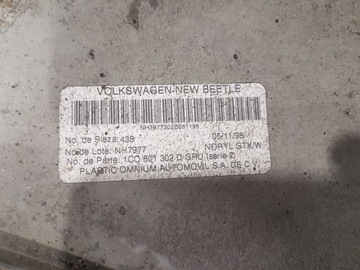 VOLKSWAGEN-NEW BEETLE
No. de Pieza: 438
05/11/98
No de Lote: NH7977
NORYL GTX/W
No. de Parte: 1C0 801 302 D GRU (serie 2)
PLASTIC OMNIUM AUTOMOVIL S.A. DE C.V.